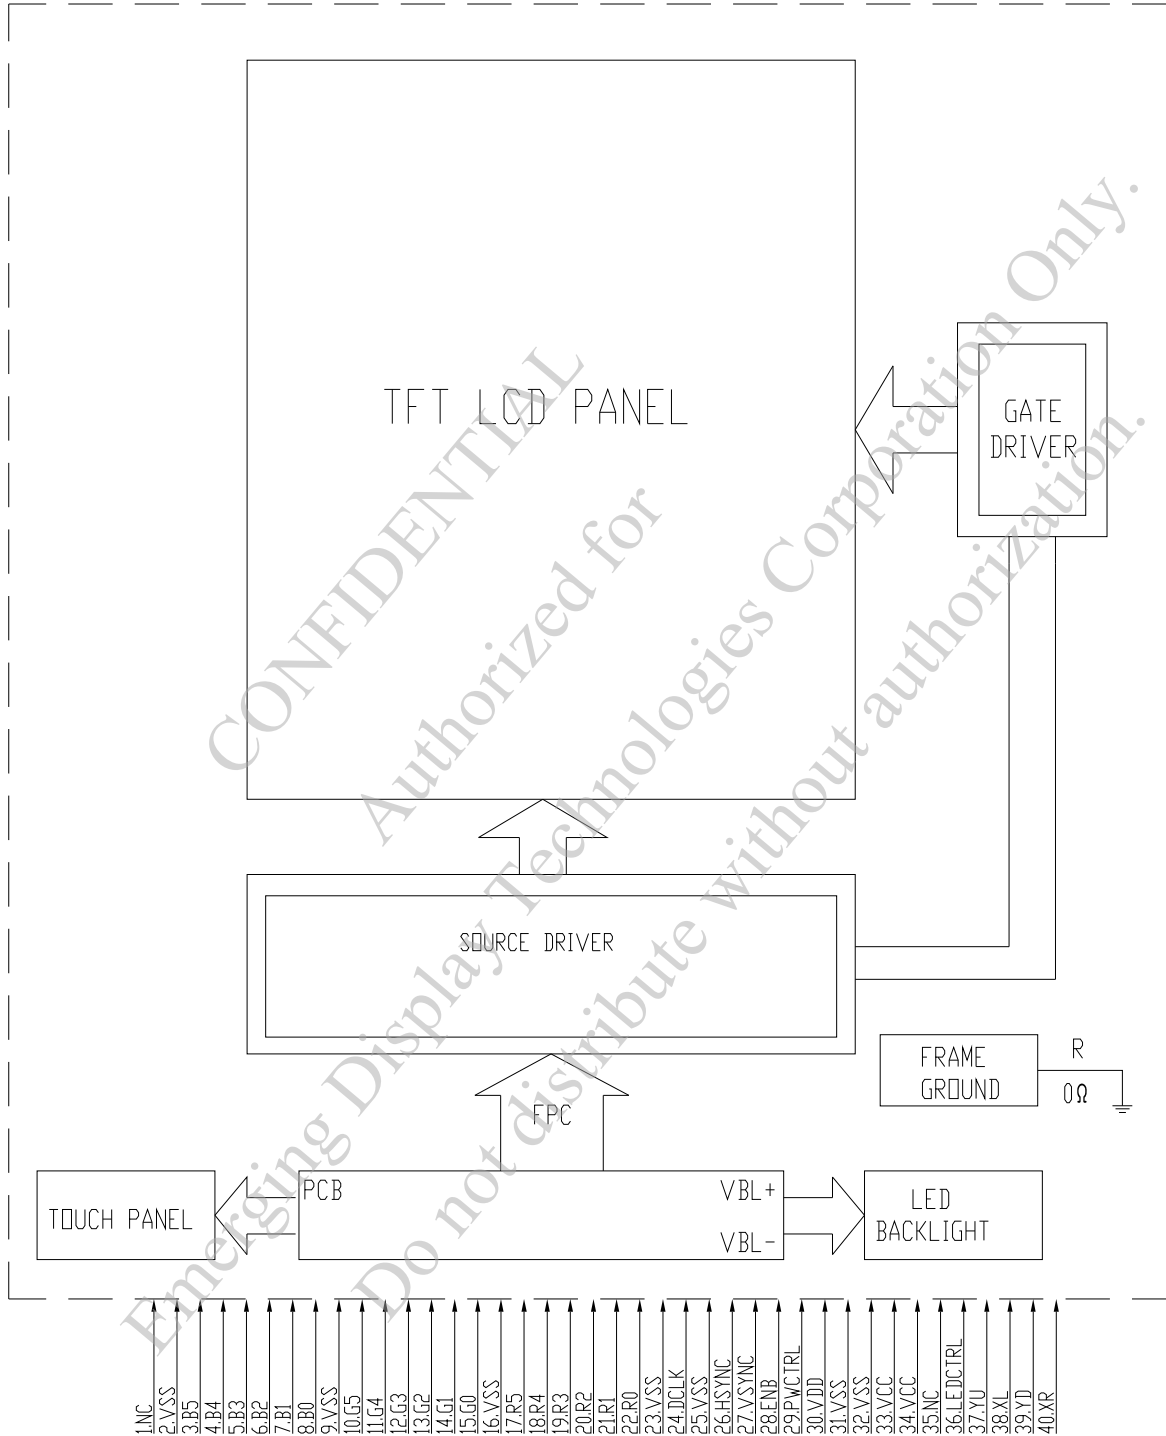 TFT LCD PANEL
GATE
DRIVER
SOURCE DRIVER
FRAME
GROUND
R
0Ω
FPC
TOUCH PANEL
PCB
VBL+
VBL-
LED
BACKLIGHT
1.NC
2.VSS
3.B5
4.B4
5.B3
6.B2
7.B1
8.B0
9.VSS
10.G5
11.G4
12.G3
13.G2
14.G1
15.G0
16.VSS
17.R5
18.R4
19.R3
20.R2
21.R1
22.R0
23.VSS
24.DCLK
25.VSS
26.HSYNC
27.VSYNC
28.ENB
29.PWCTRL
30.VDD
31.VSS
32.VSS
33.VCC
34.VCC
35.NC
36.LEDCTRL
37.YU
38.XL
39.YD
40.XR
CONFIDENTIAL
Authorized for
Emerging Display Technologies Corporation Only.
Do not distribute without authorization.